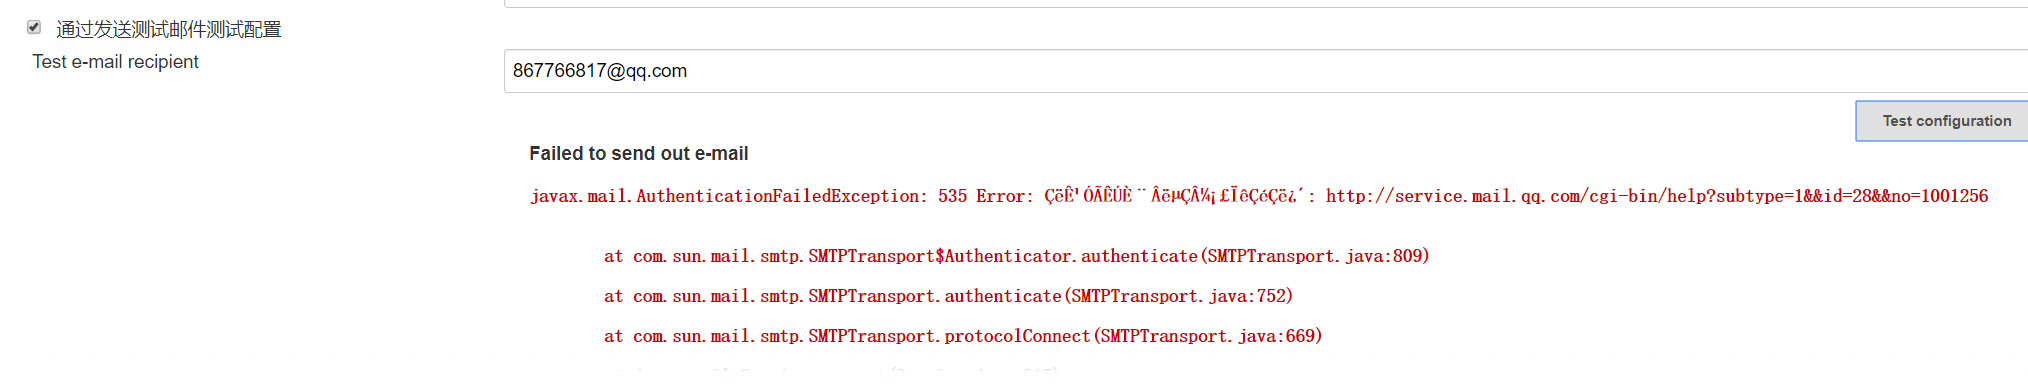 通过发送测试邮件测试配置
Test e-mail recipient
867766817@qq.com
Test configuration
Failed to send out e-mail
javax.mail.AuthenticationFailedException: 535 Error: ÇëÊ¹ÓÃÊÚÈ¨ÂëµÇÂ¼¡£ÏêÇéÇë¿´: http://service.mail.qq.com/cgi-bin/help?subtype=1&&id=28&&no=1001256
at com.sun.mail.smtp.SMTPTransport$Authenticator.authenticate(SMTPTransport.java:809)
at com.sun.mail.smtp.SMTPTransport.authenticate(SMTPTransport.java:752)
at com.sun.mail.smtp.SMTPTransport.protocolConnect(SMTPTransport.java:669)